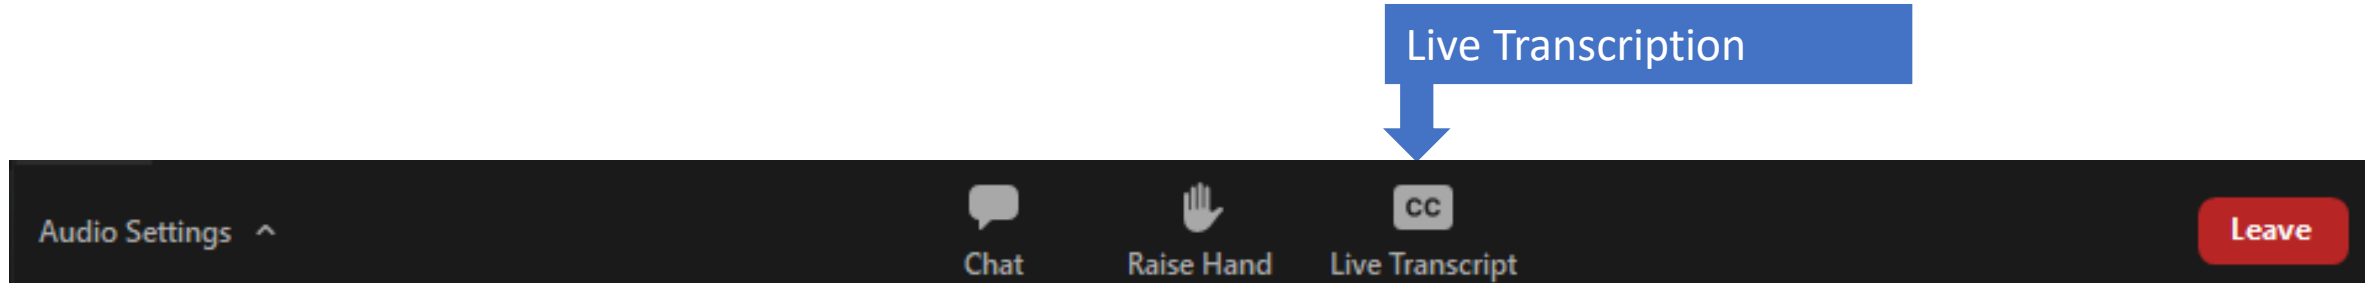 Live Transcription
Audio Settings
CC
Leave
Chat
Raise Hand
Live Transcript